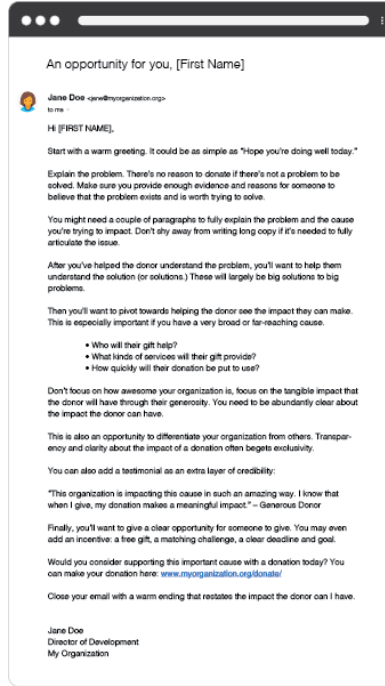 An opportunity for you, [First Name]
Jane Doe <jane@myorganization.org>
to me
Hi [FIRST NAME],
Start with a warm greeting. It could be as simple as "Hope you're doing well today."
Explain the problem. There's no reason to donate if there's not a problem to be
solved. Make sure you provide enough evidence and reasons for someone to
believe that the problem exists and is worth trying to solve.
You might need a couple of paragraphs to fully explain the problem and the cause
you're trying to impact. Don't shy away from writing long copy if it's needed to fully
articulate the issue.
After you've helped the donor understand the problem, you'll want to help them
understand the solution (or solutions.) These will largely be big solutions to big
problems.
Then you'll want to pivot towards helping the donor see the impact they can make.
This is especially important if you have a very broad or far-reaching cause.
• Who will their gift help?
• What kinds of services will their gift provide?
• How quickly will their donation be put to use?
Don't focus on how awesome your organization is, focus on the tangible impact that
the donor will have through their generosity. You need to be abundantly clear about
the impact the donor can have.
This is also an opportunity to differentiate your organization from others. Transpar-
ency and clarity about the impact of a donation often begets exclusivity.
You can also add a testimonial as an extra layer of credibility:
"This organization is impacting this cause in such an amazing way. I know that
when I give, my donation makes a meaningful impact." – Generous Donor
Finally, you'll want to give a clear opportunity for someone to give. You may even
add an incentive: a free gift, a matching challenge, a clear deadline and goal.
Would you consider supporting this important cause with a donation today? You
can make your donation here: www.myorganization.org/donate/
Close your email with a warm ending that restates the impact the donor can I have.
Jane Doe
Director of Development
My Organization